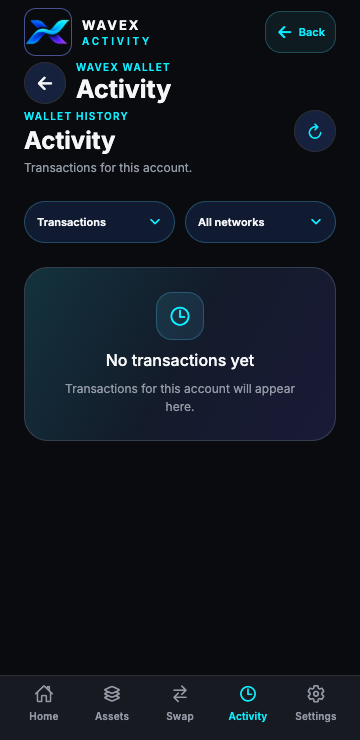 WAVEX
ACTIVITY
Back
WAVEX WALLET
Activity
WALLET HISTORY
Activity
Transactions for this account.
Transactions
All networks
No transactions yet
Transactions for this account will appear
here.
Home
Assets
Swap
Activity
Settings